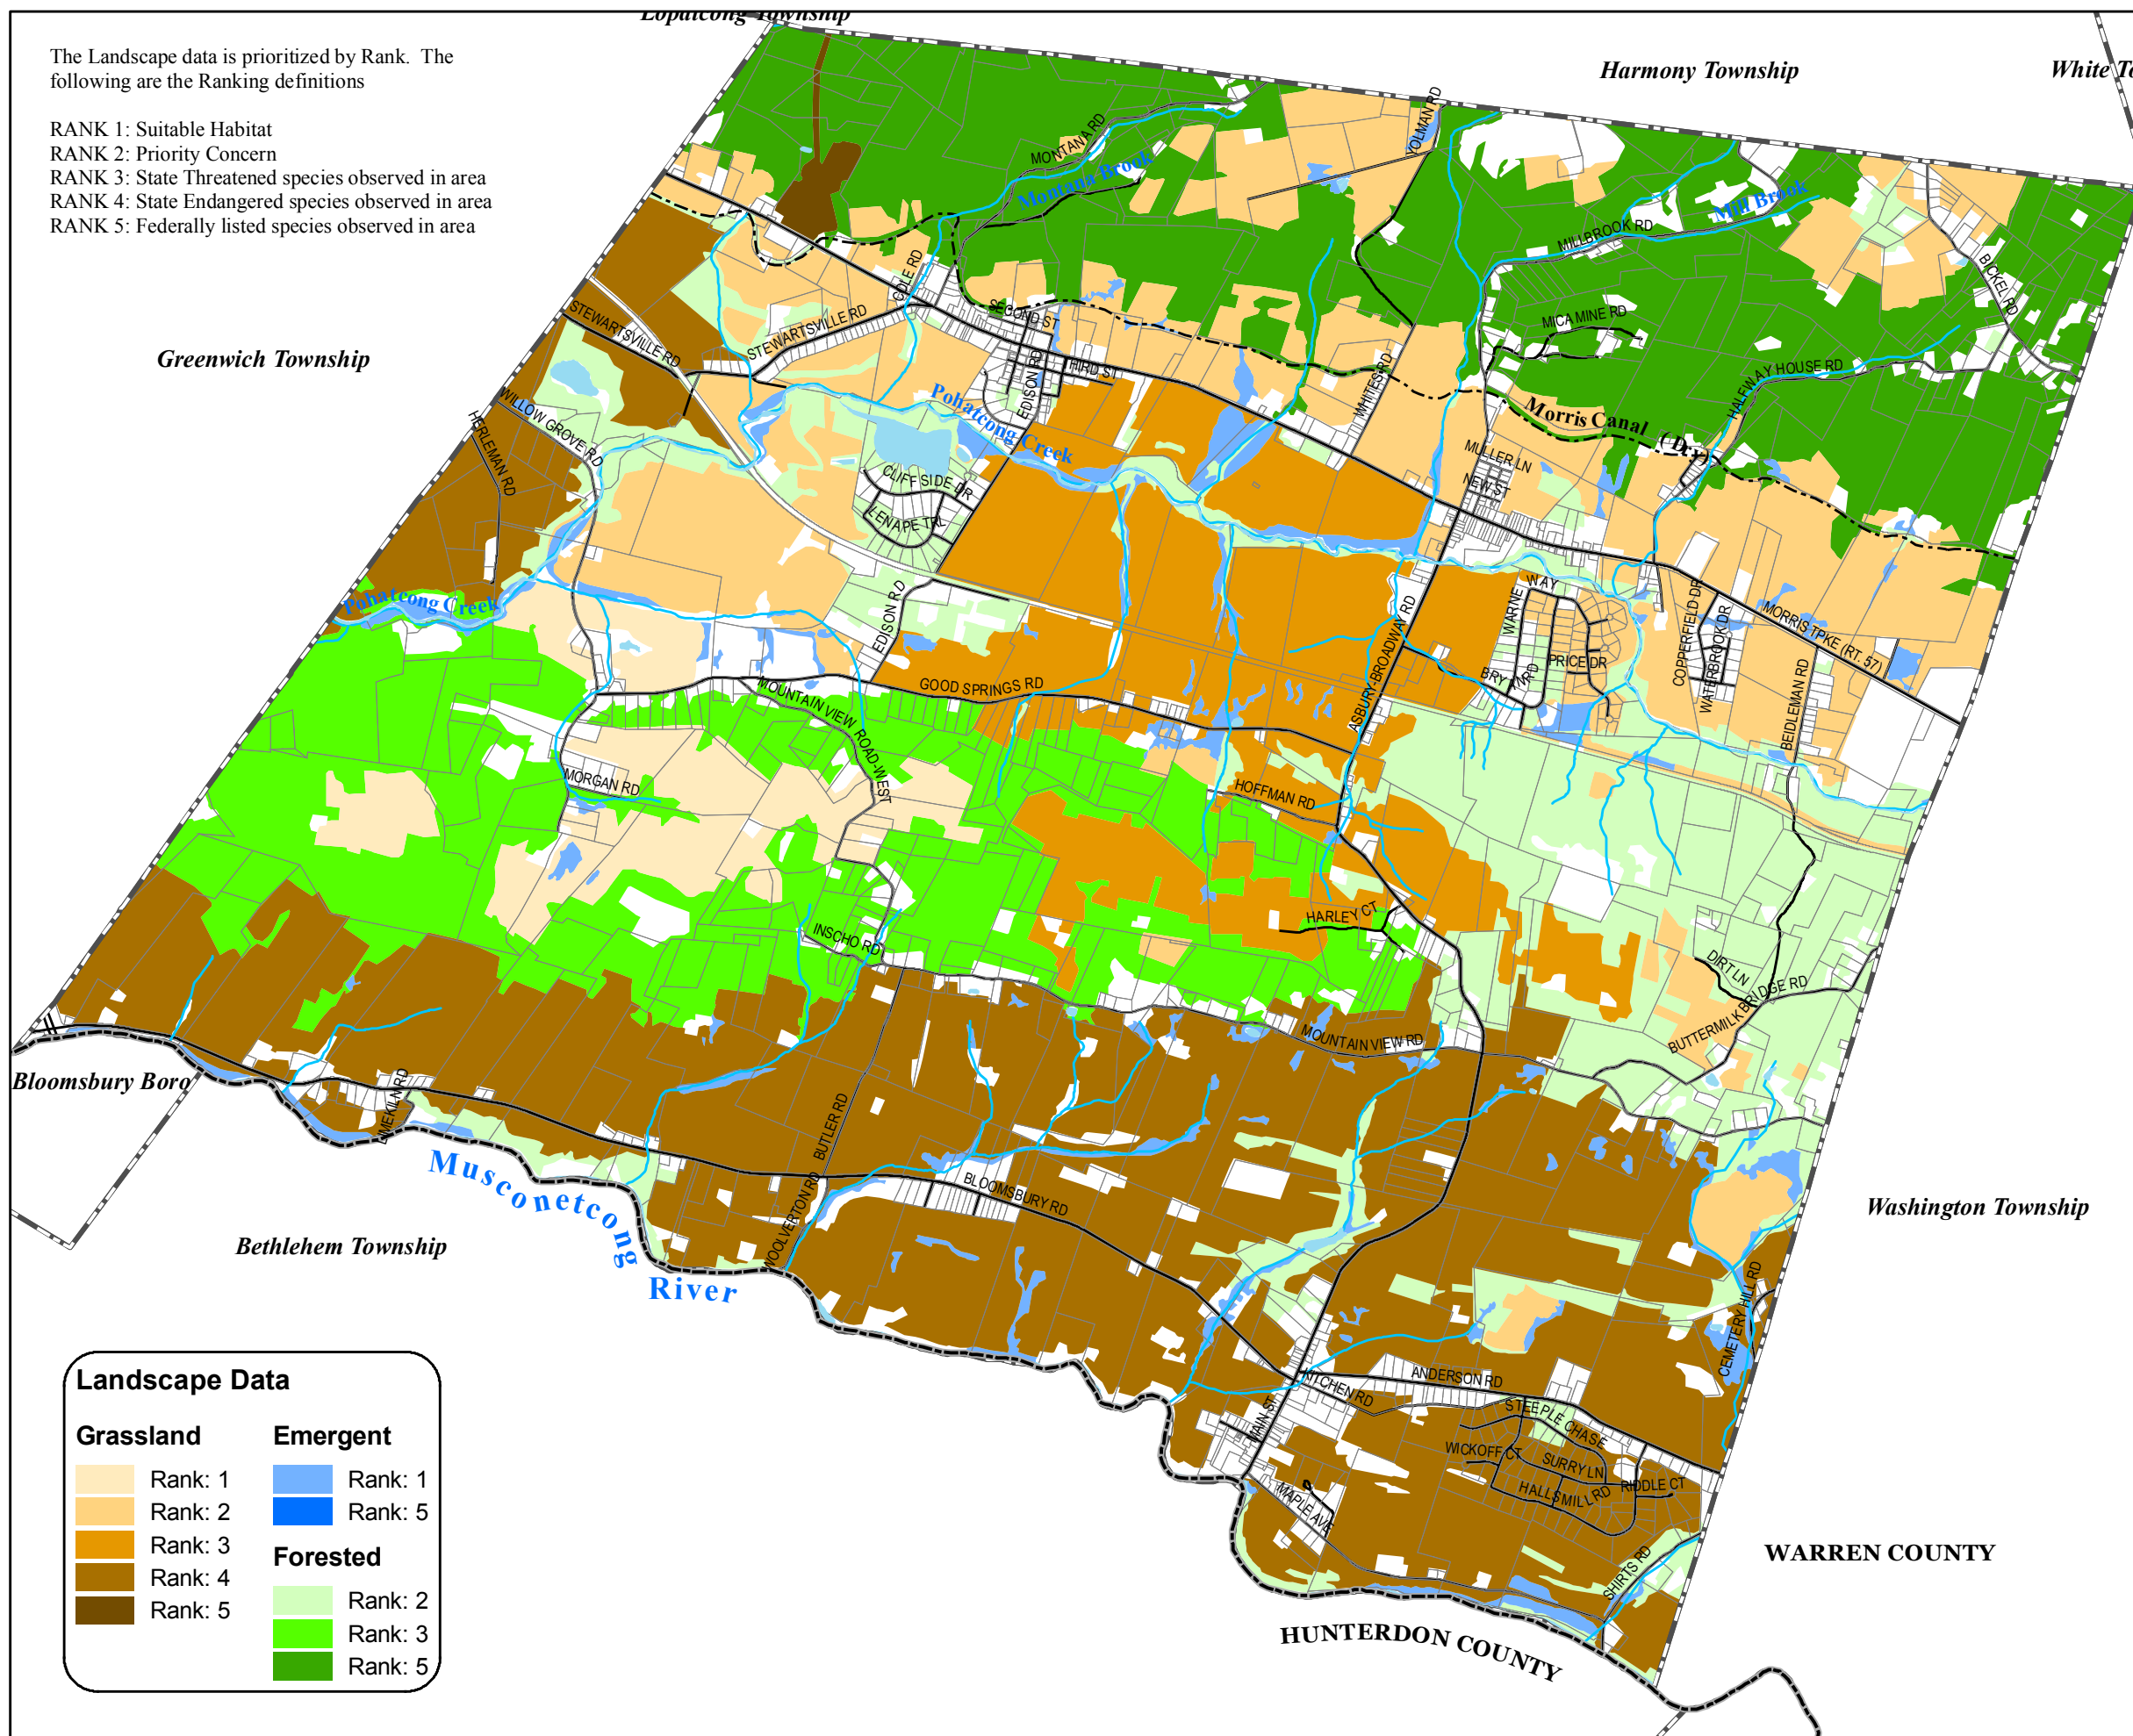 Lopatcong Township
The Landscape data is prioritized by Rank. The
following are the Ranking definitions
RANK 1: Suitable Habitat
RANK 2: Priority Concern
RANK 3: State Threatened species observed in area
RANK 4: State Endangered species observed in area
RANK 5: Federally listed species observed in area
Harmony Township
White To
YOLMAN RD
MONTANA RD
Montana Brook
Mill Brook
MILLBROOK RD
BICKEL RD
COLE RD
SECOND ST
MICA MINE RD
STEWARTSVILLE RD
STEWARTSVILLE RD
Greenwich Township
EDISON RD
THIRD ST
WHITES RD
HALFWAY HOUSE RD
Pohatcong Creek
Morris Canal (Dry)
WILLOW GROVE RD
HERLEMAN RD
MULLER LN
NEW ST
CLIFF SIDE DR
LENAPE TRL
Pohatcong Creek
EDISON RD
WARNE
WAY
COPPERFIELD DR
WATERBROOK DR
MORRIS TPKE (RT. 57)
ASBURY-BROADWAY RD
PRICE DR
BRY
RD
BEIDLEMAN RD
GOOD SPRINGS RD
MOUNTAIN VIEW ROAD-WEST
MORGAN RD
HOFFMAN RD
HARLEY CT
INSCHO RD
DIRT LN
BUTTERMILK BRIDGE RD
MOUNTAIN VIEW RD
Bloomsbury Boro
LIMEKILN RD
BUTLER RD
Musconetcong
River
WOOLVERTON RD
BLOOMSBURY RD
Washington Township
Bethlehem Township
CEMETERY HILL RD
ANDERSON RD
KITCHEN RD
MAIN ST
STEEPLE CHASE
WICKOFF CT
SURRY LN
HALLS MILL RD
RIDDLE CT
MAPLE AVE
SHIRTS RD
WARREN COUNTY
HUNTERDON COUNTY
Landscape Data
Grassland
Rank: 1
Rank: 2
Rank: 3
Rank: 4
Rank: 5
Emergent
Rank: 1
Rank: 5
Forested
Rank: 2
Rank: 3
Rank: 5